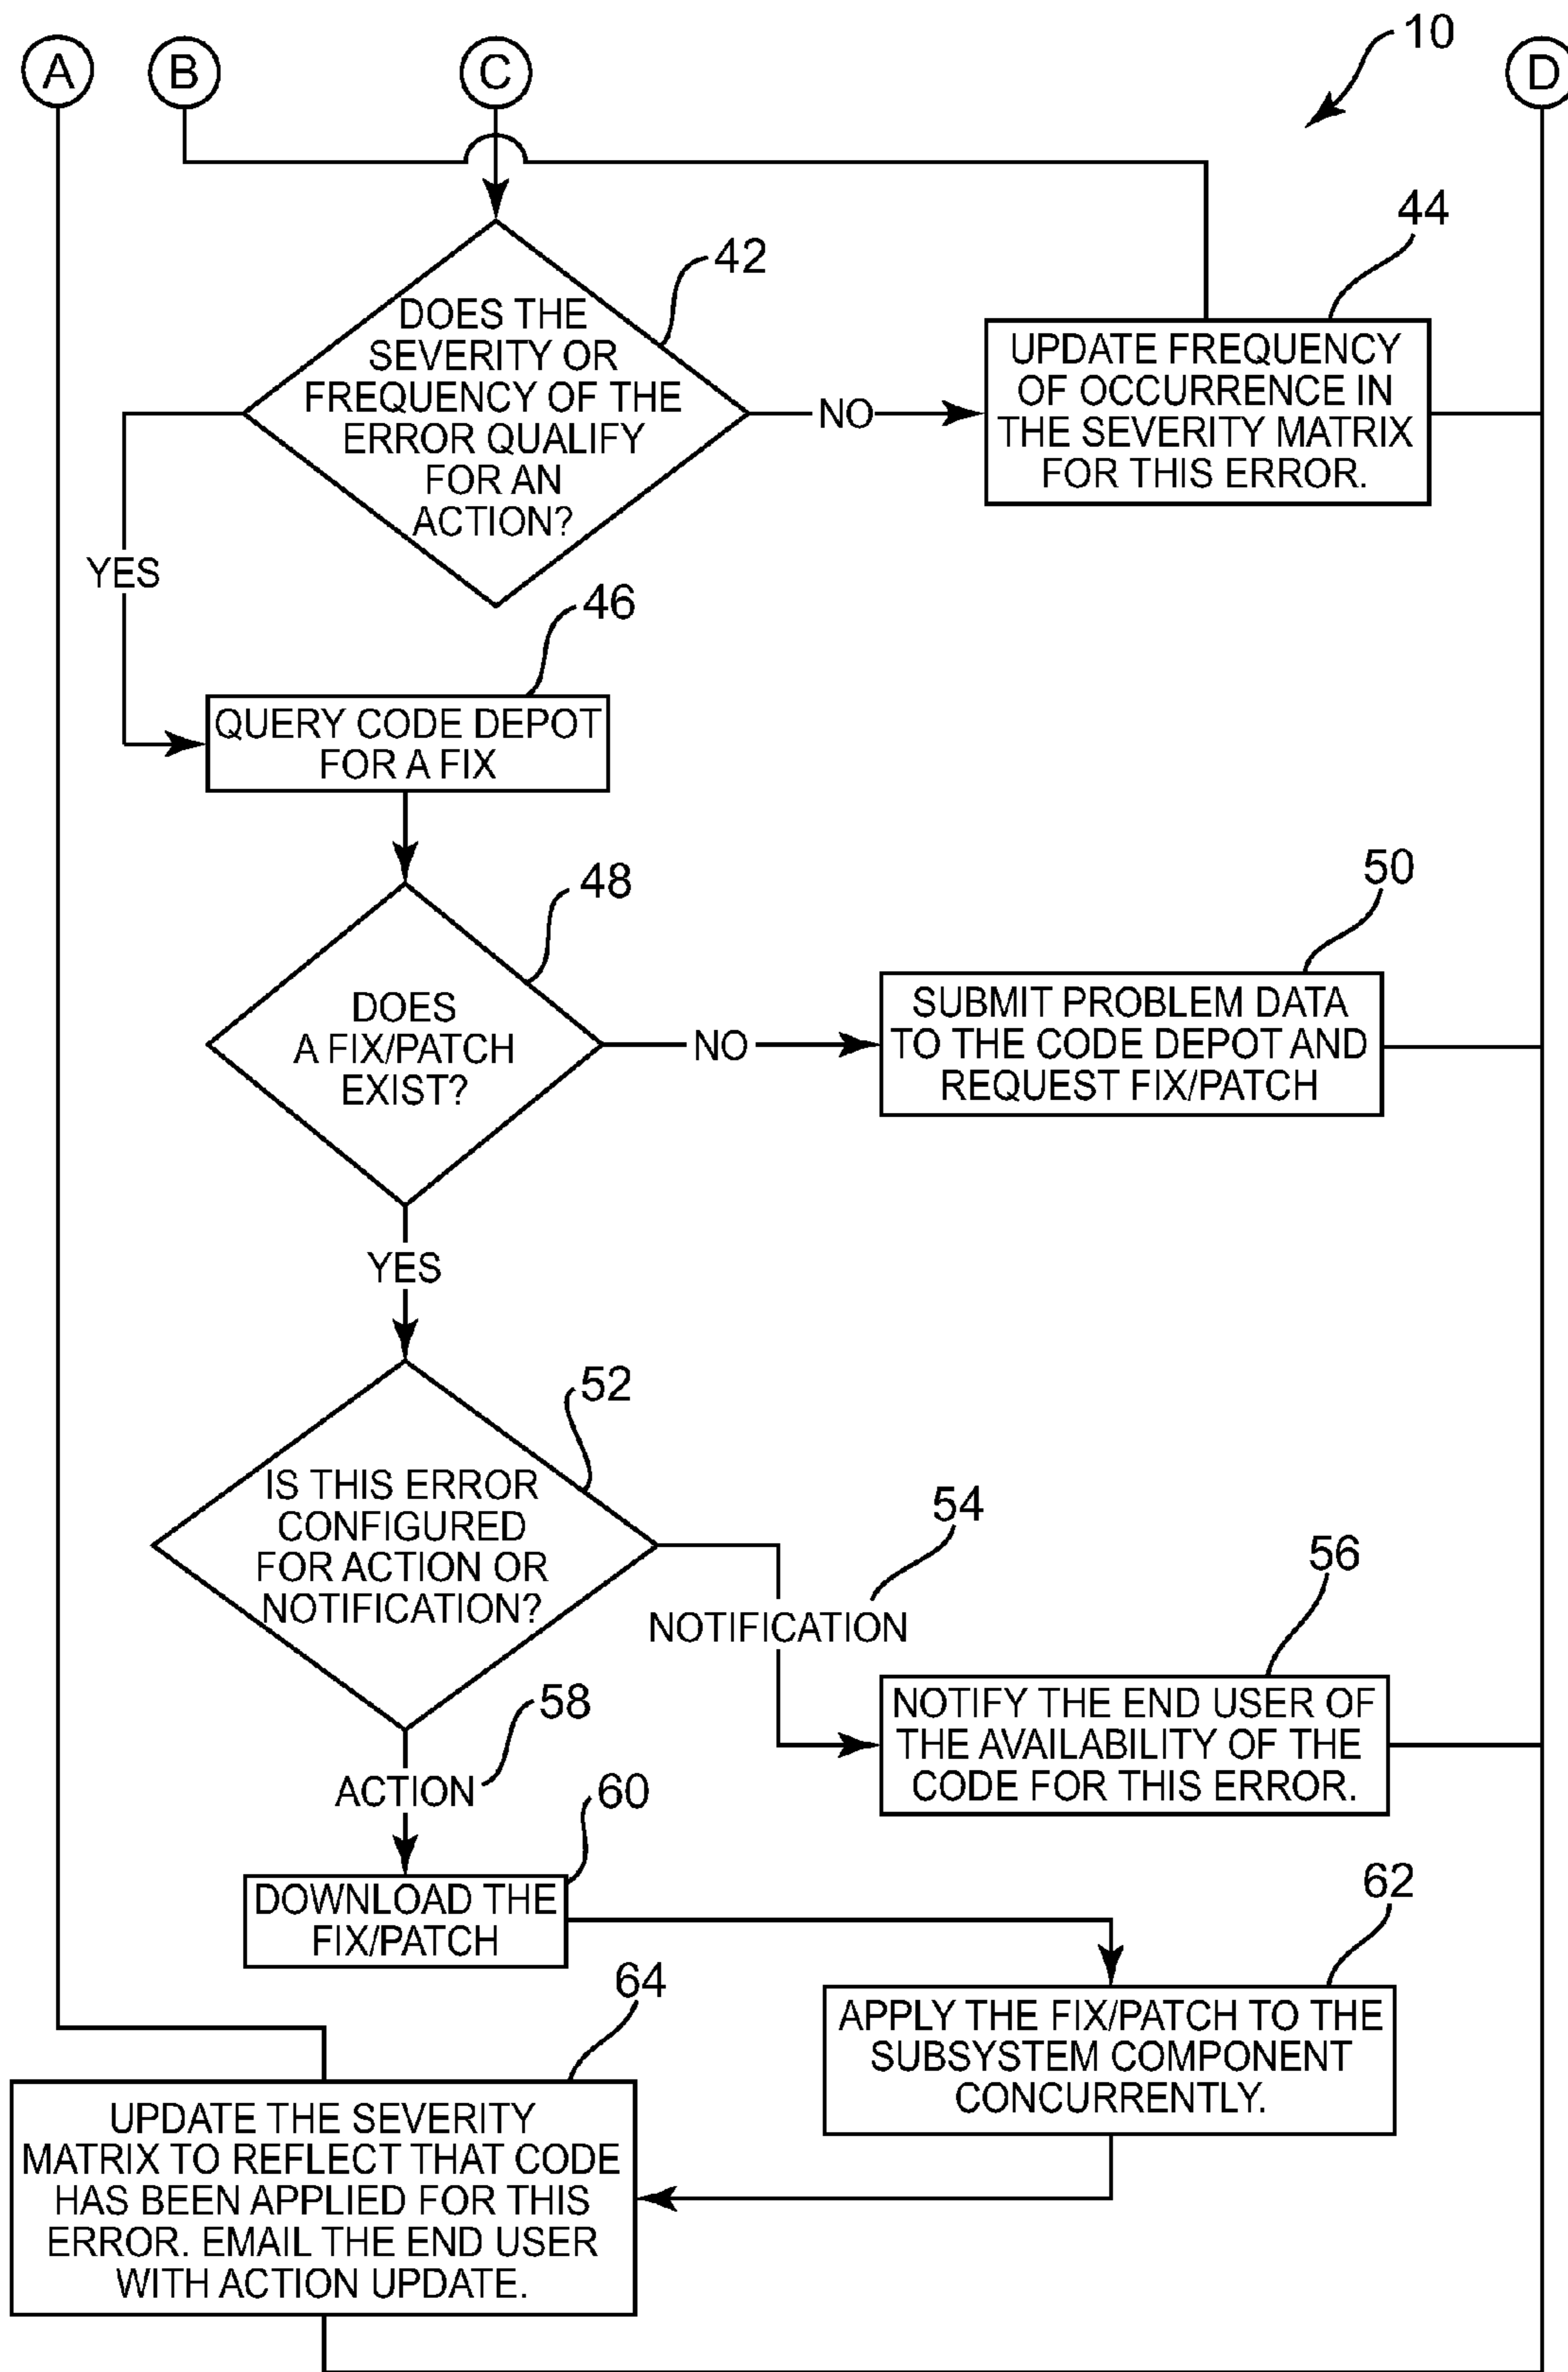 A
B
C
10
D
44
42
DOES THE
SEVERITY OR
FREQUENCY OF THE
ERROR QUALIFY
FOR AN
ACTION?
NO
UPDATE FREQUENCY
OF OCCURRENCE IN
THE SEVERITY MATRIX
FOR THIS ERROR.
YES
46
QUERY CODE DEPOT
FOR A FIX
48
50
DOES
A FIX/PATCH
EXIST?
NO
SUBMIT PROBLEM DATA
TO THE CODE DEPOT AND
REQUEST FIX/PATCH
YES
52
IS THIS ERROR
CONFIGURED
FOR ACTION OR
NOTIFICATION?
54
NOTIFICATION
56
NOTIFY THE END USER OF
THE AVAILABILITY OF THE
CODE FOR THIS ERROR.
58
ACTION
60
DOWNLOAD THE
FIX/PATCH
62
APPLY THE FIX/PATCH TO THE
SUBSYSTEM COMPONENT
CONCURRENTLY.
64
UPDATE THE SEVERITY
MATRIX TO REFLECT THAT CODE
HAS BEEN APPLIED FOR THIS
ERROR. EMAIL THE END USER
WITH ACTION UPDATE.